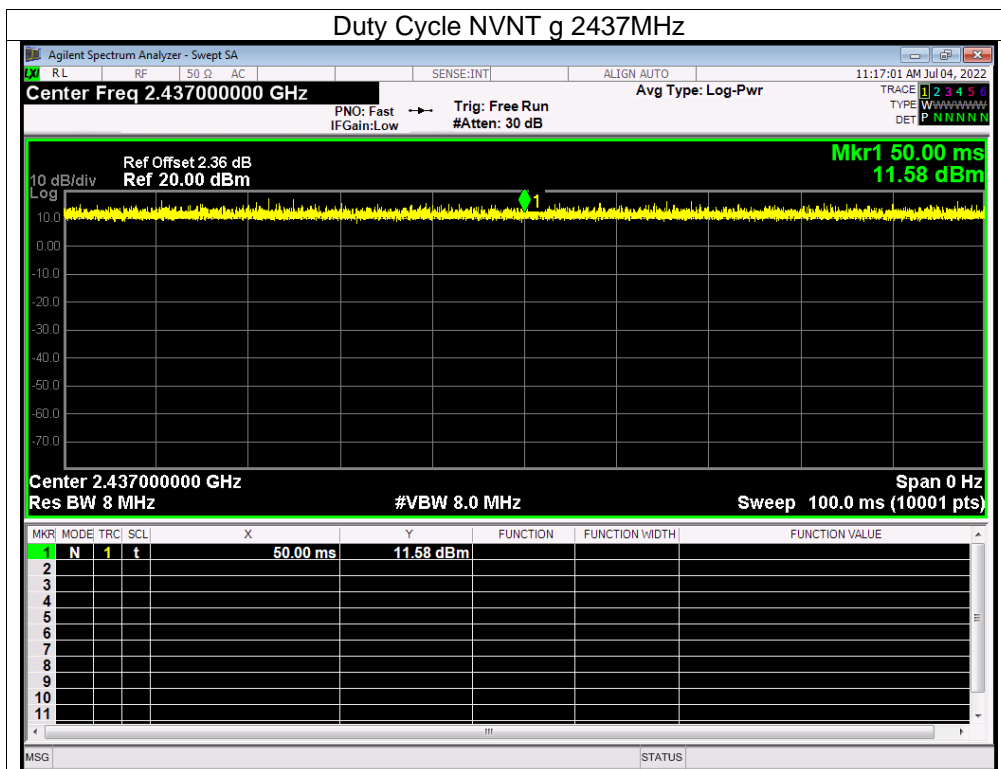 Duty Cycle NVNT g 2437MHz
Agilent Spectrum Analyzer - Swept SA
LXI RL RF 50 Ω AC SENSE:INT ALIGN AUTO 11:17:01 AM Jul 04, 2022
Center Freq 2.437000000 GHz Avg Type: Log-Pwr TRACE 1 2 3 4 5 6
PNO: Fast Trig: Free Run TYPE WWWWWW
IFGain:Low #Atten: 30 dB DET P N N N N N
Mkr1 50.00 ms
Ref Offset 2.36 dB
10 dB/div Ref 20.00 dBm 11.58 dBm
Log
1
10.0
0.00
-10.0
-20.0
-30.0
-40.0
-50.0
-60.0
-70.0
Center 2.437000000 GHz Span 0 Hz
Res BW 8 MHz #VBW 8.0 MHz Sweep 100.0 ms (10001 pts)
MKR MODE TRC SCL X Y FUNCTION FUNCTION WIDTH FUNCTION VALUE
1 N 1 t 50.00 ms 11.58 dBm
2
3
4
5
6
7
8
9
10
11
MSG STATUS